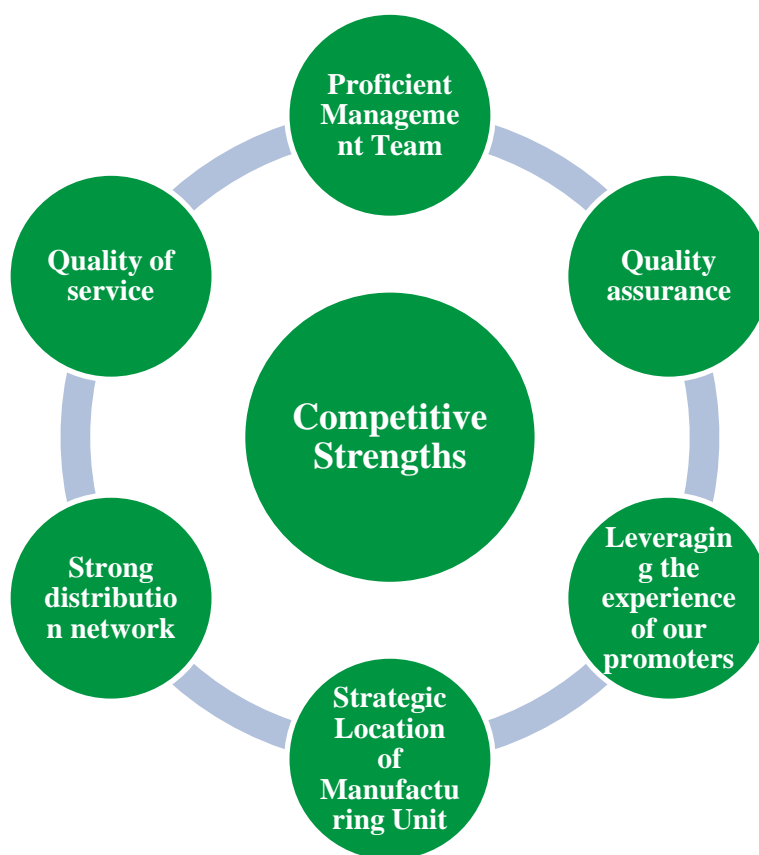 Proficient
Manageme
nt Team
Quality
assurance
Leveragin
g the
experience
of our
promoters
Strategic
Location
of
Manufactu
ring Unit
Strong
distributio
n network
Quality of
service
Competitive
Strengths